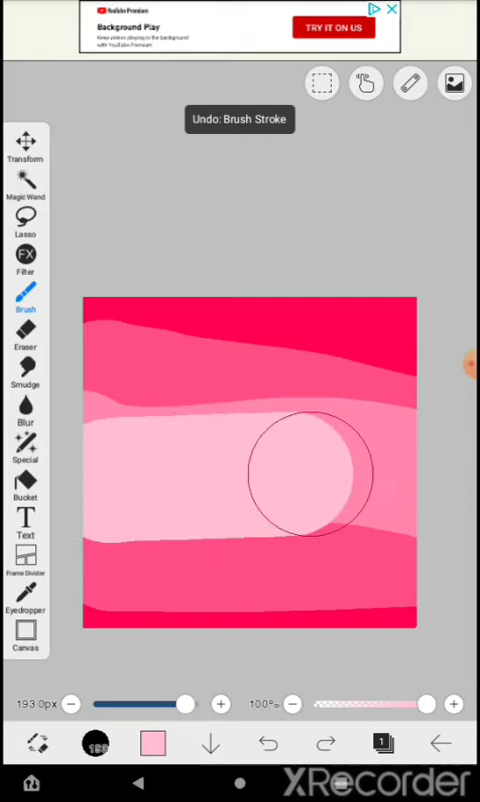 YouTube Premium
Background Play
Keep videos playing in the background
with YouTube Premium
TRY IT ON US
Undo: Brush Stroke
Transform
Magic Wand
Lasso
FX
Filter
Brush
Eraser
Smudge
Blur
Special
Bucket
T
Text
Frame Divider
Eyedropper
Canvas
193.0px
100%
193
1
XRecorder